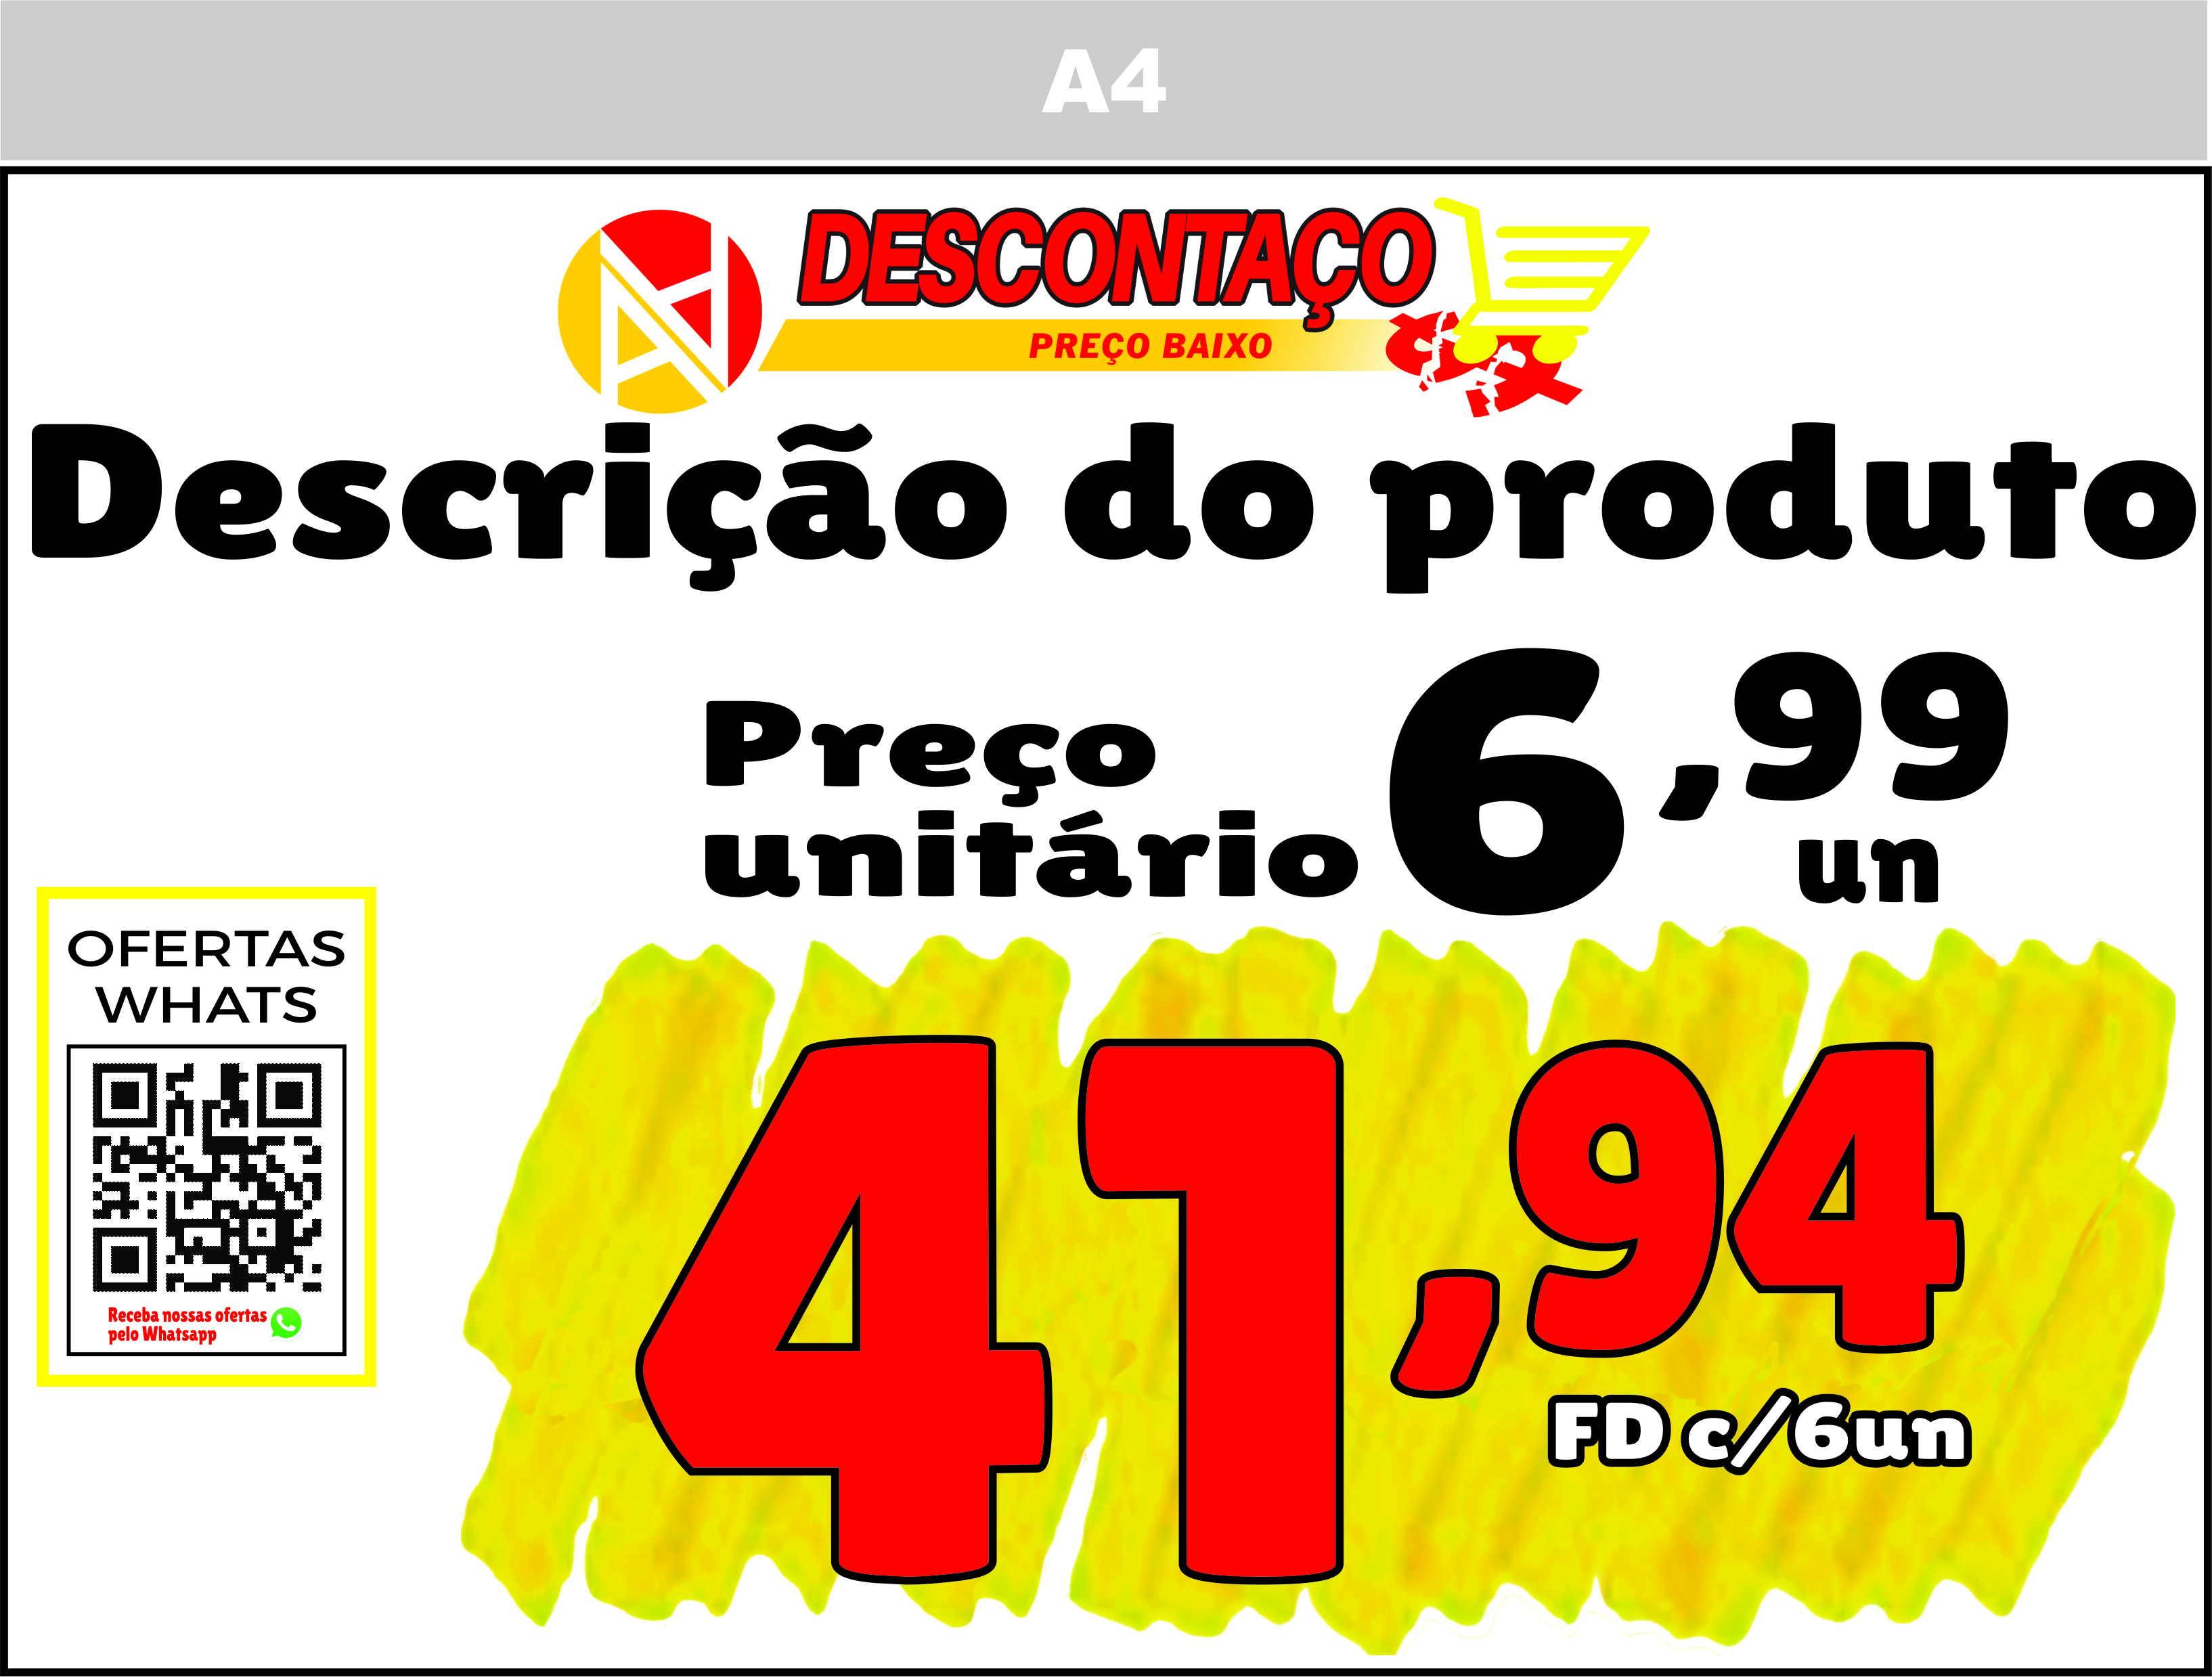 A4
DESCONTAÇO
PREÇO BAIXO
Descrição do produto
Preço
unitário
6,99
un
OFERTAS
WHATS
Receba nossas ofertas
pelo Whatsapp
41,94
FD c/6un